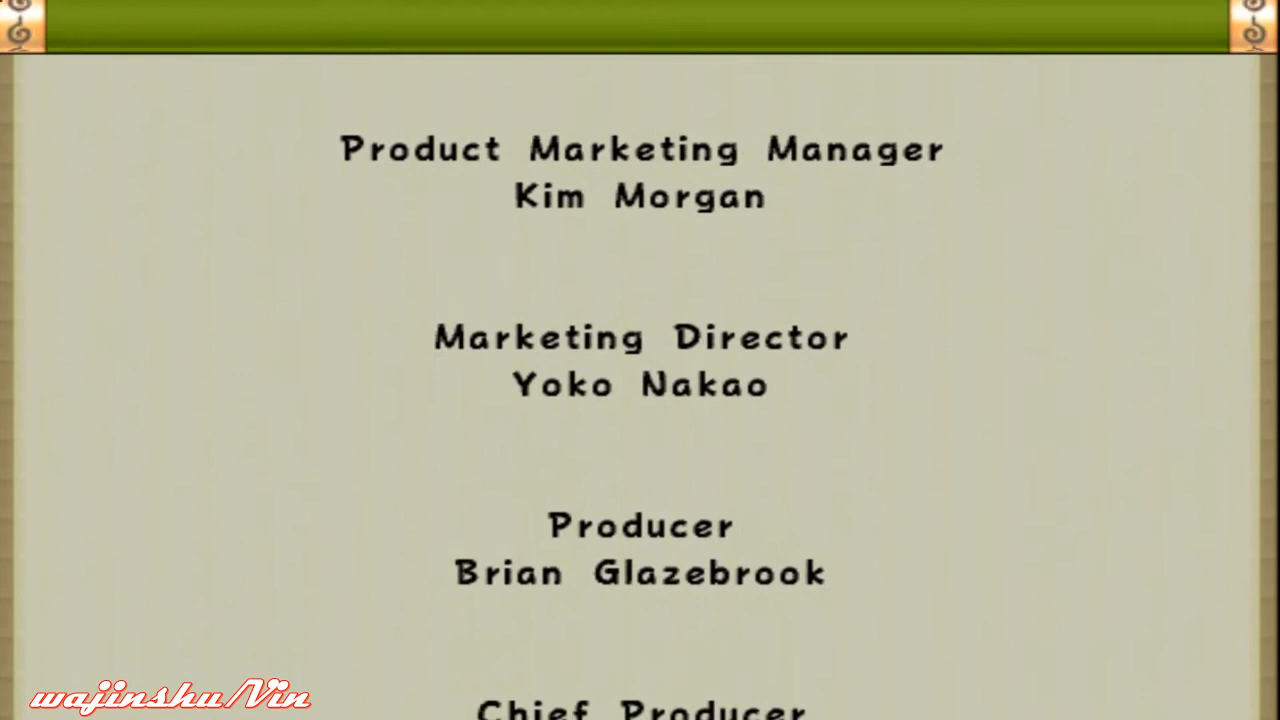 Product Marketing Manager
Kim Morgan
Marketing Director
Yoko Nakao
Producer
Brian Glazebrook
Chief Producer
wajinshu/Vin